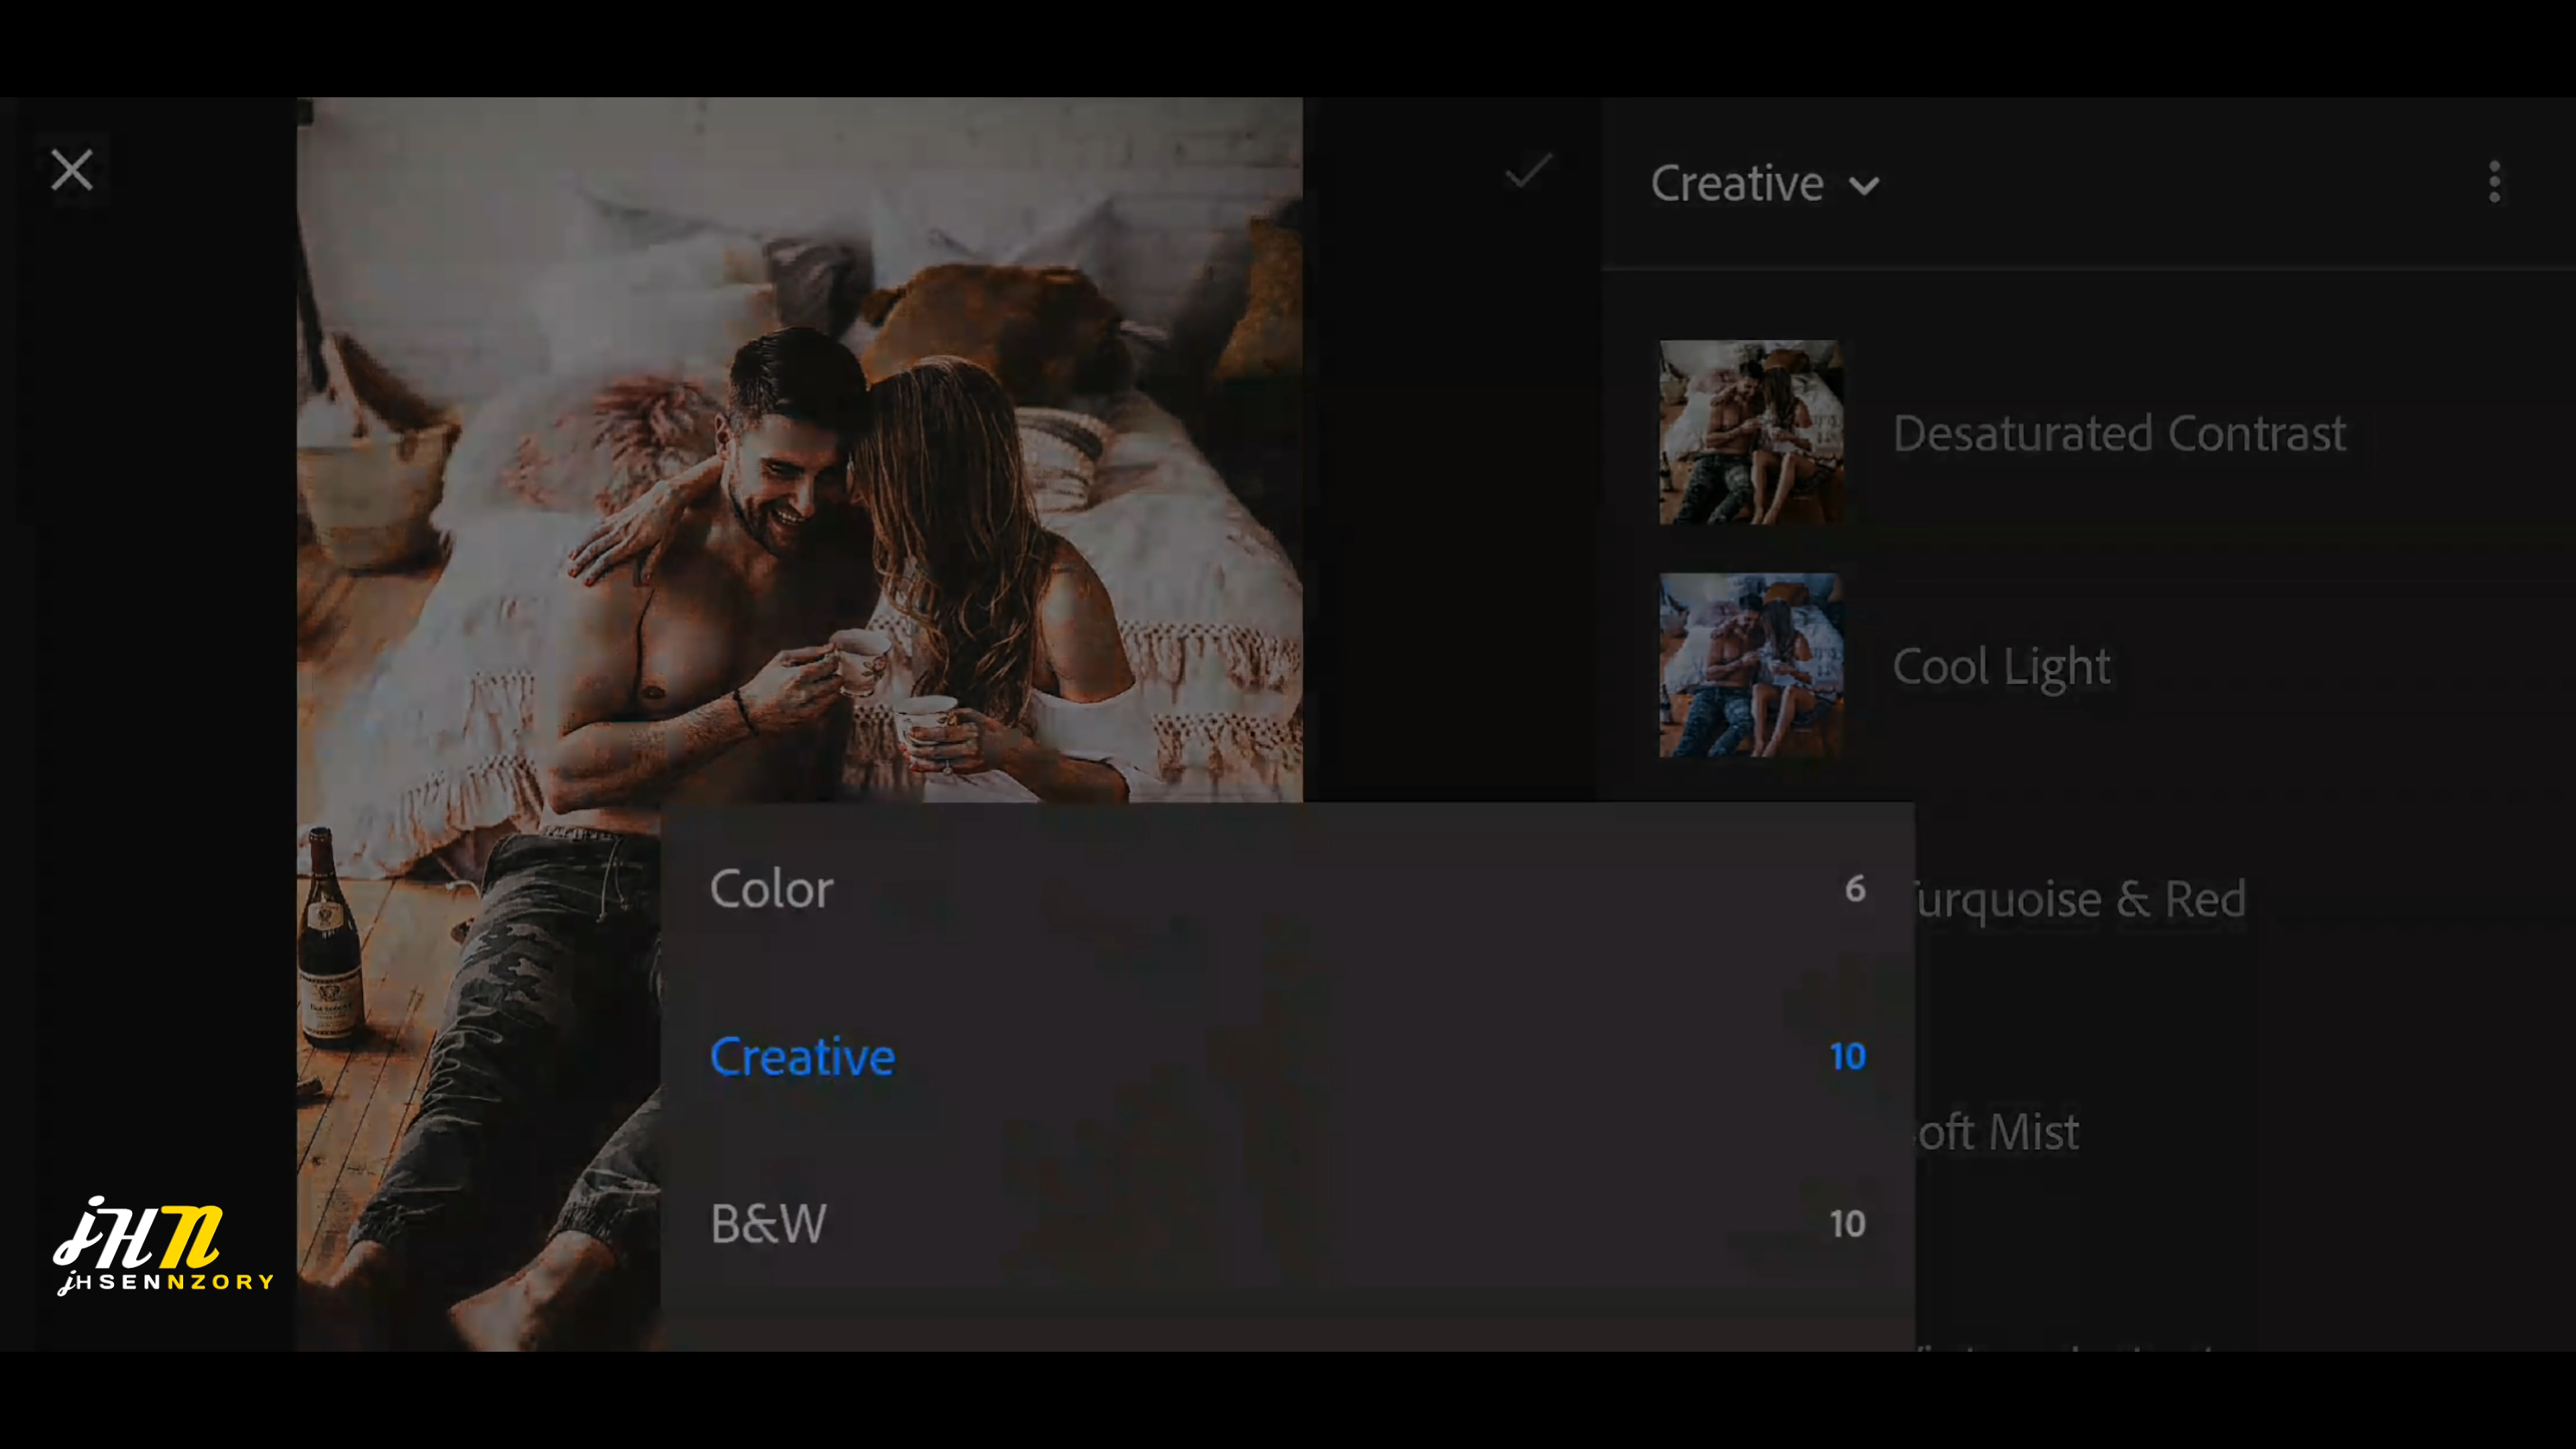 Creative
Desaturated Contrast
Cool Light
urquoise & Red
oft Mist
Color 6
Creative 10
B&W 10
JHN
JHSENNZORY